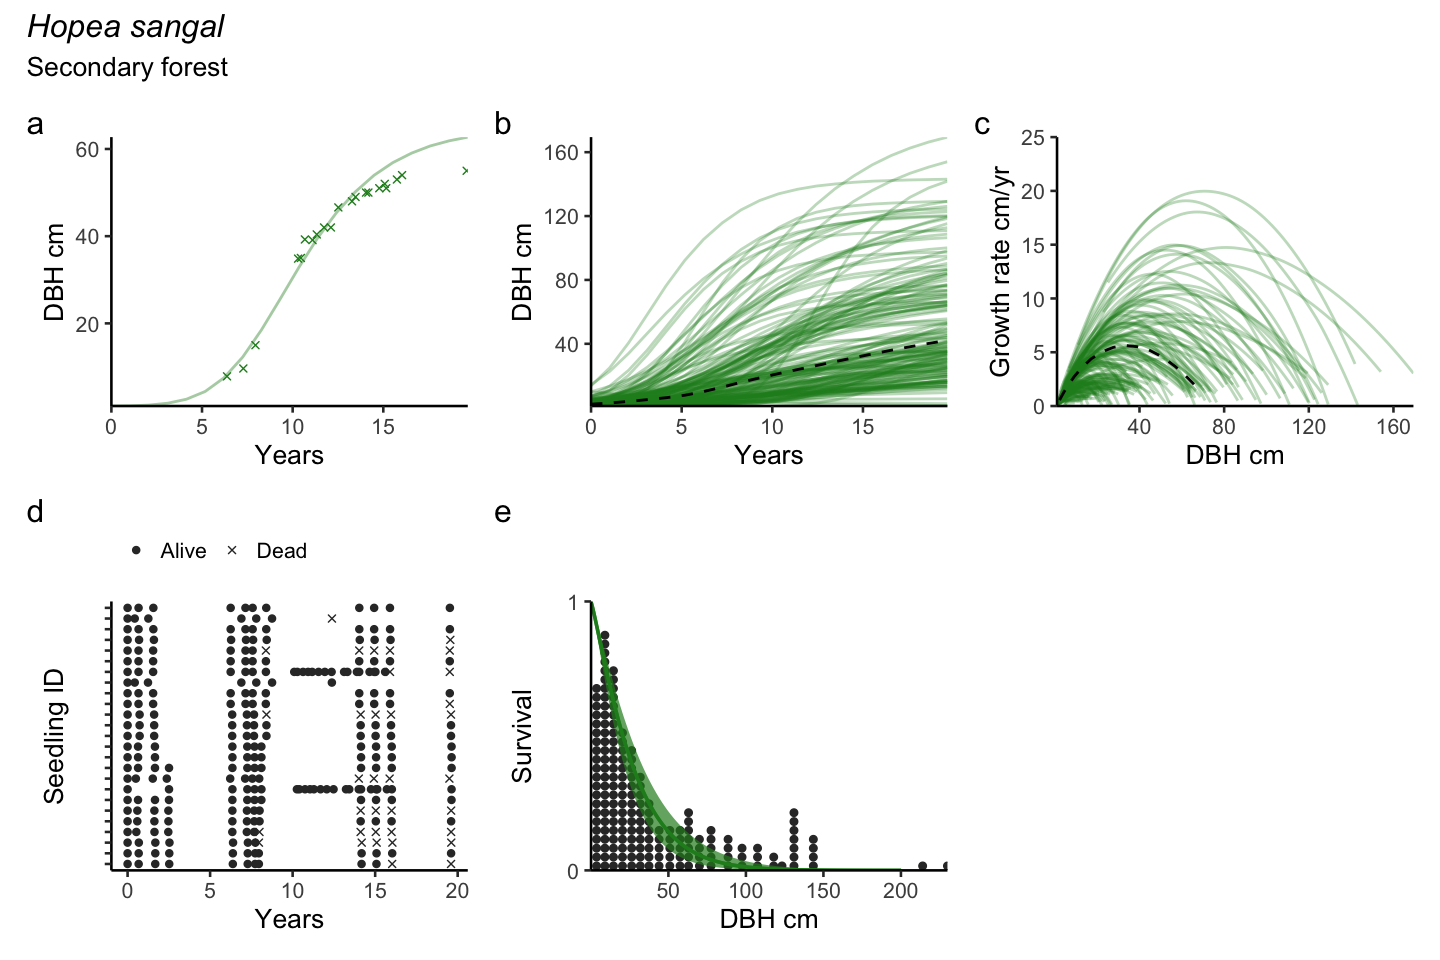 Hopea sangal
Secondary forest
a
60
40
20
DBH cm
0 5 10 15
Years
b
160
120
80
40
DBH cm
0 5 10 15
Years
c
25
20
15
10
5
0
Growth rate cm/yr
40 80 120 160
DBH cm
d
Alive Dead
Seedling ID
0 5 10 15 20
Years
e
1
0
Survival
50 100 150 200
DBH cm